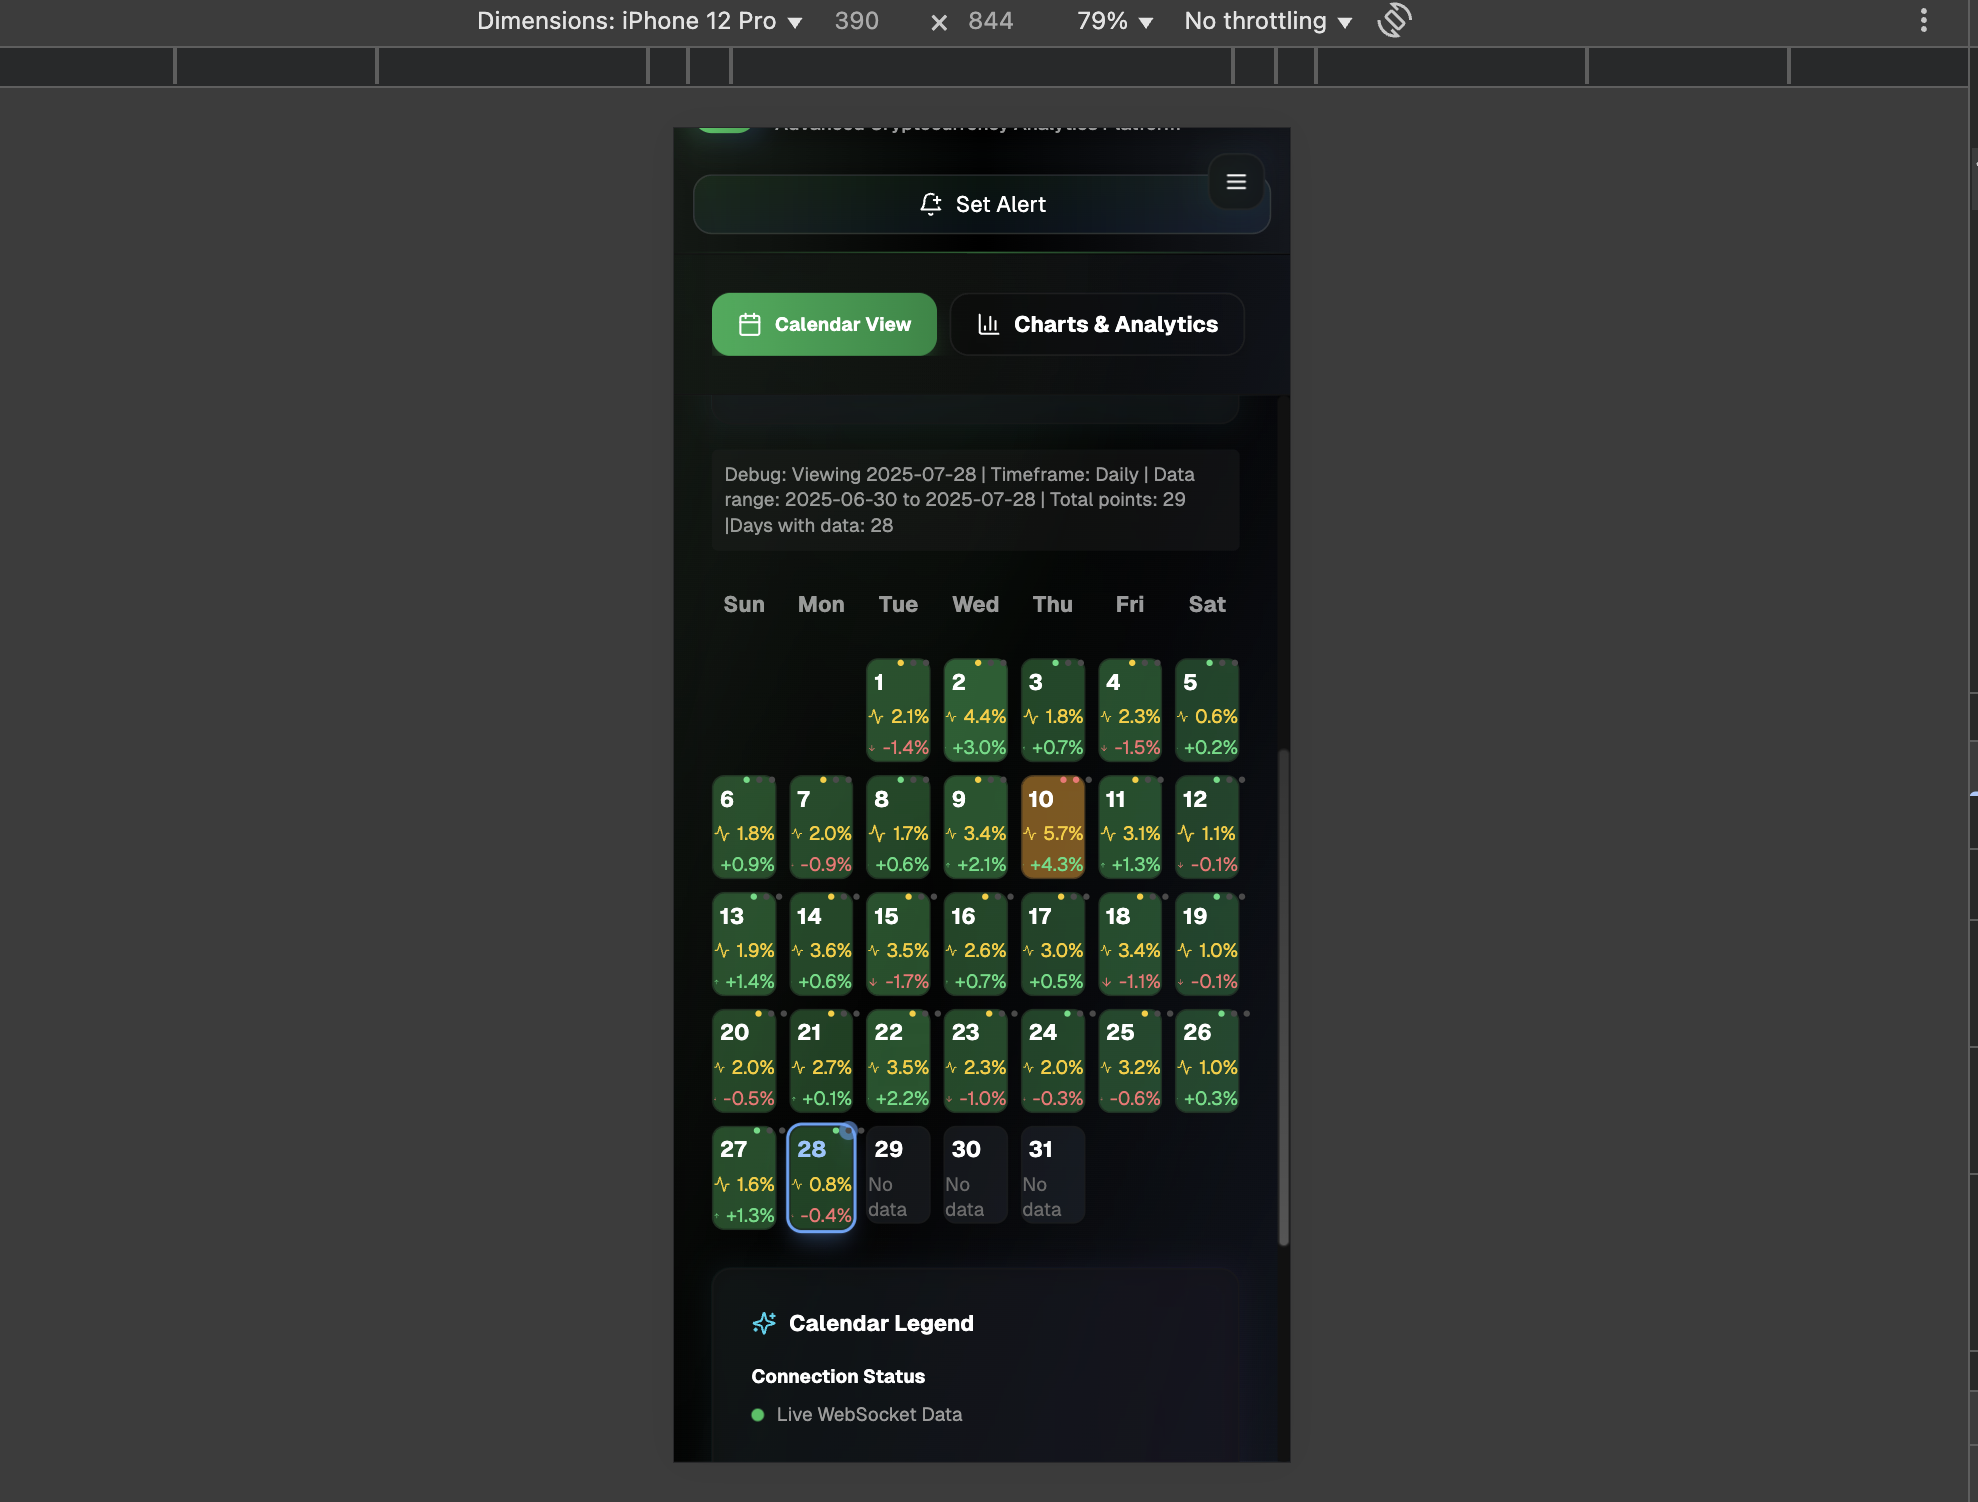 Dimensions: iPhone 12 Pro ▼ 390 × 844 79% ▼ No throttling ▼
Advanced Cryptocurrency Analytics Platform
Set Alert
Calendar View
Charts & Analytics
Debug: Viewing 2025-07-28 | Timeframe: Daily | Data
range: 2025-06-30 to 2025-07-28 | Total points: 29
|Days with data: 28
Sun Mon Tue Wed Thu Fri Sat
1 2 3 4 5
2.1% 4.4% 1.8% 2.3% 0.6%
-1.4% +3.0% +0.7% -1.5% +0.2%
6 7 8 9 10 11 12
1.8% 2.0% 1.7% 3.4% 5.7% 3.1% 1.1%
+0.9% -0.9% +0.6% +2.1% +4.3% +1.3% -0.1%
13 14 15 16 17 18 19
1.9% 3.6% 3.5% 2.6% 3.0% 3.4% 1.0%
+1.4% +0.6% -1.7% +0.7% +0.5% -1.1% -0.1%
20 21 22 23 24 25 26
2.0% 2.7% 3.5% 2.3% 2.0% 3.2% 1.0%
-0.5% +0.1% +2.2% -1.0% -0.3% -0.6% +0.3%
27 28 29 30 31
1.6% 0.8% No No No
data data data
+1.3% -0.4%
Calendar Legend
Connection Status
Live WebSocket Data